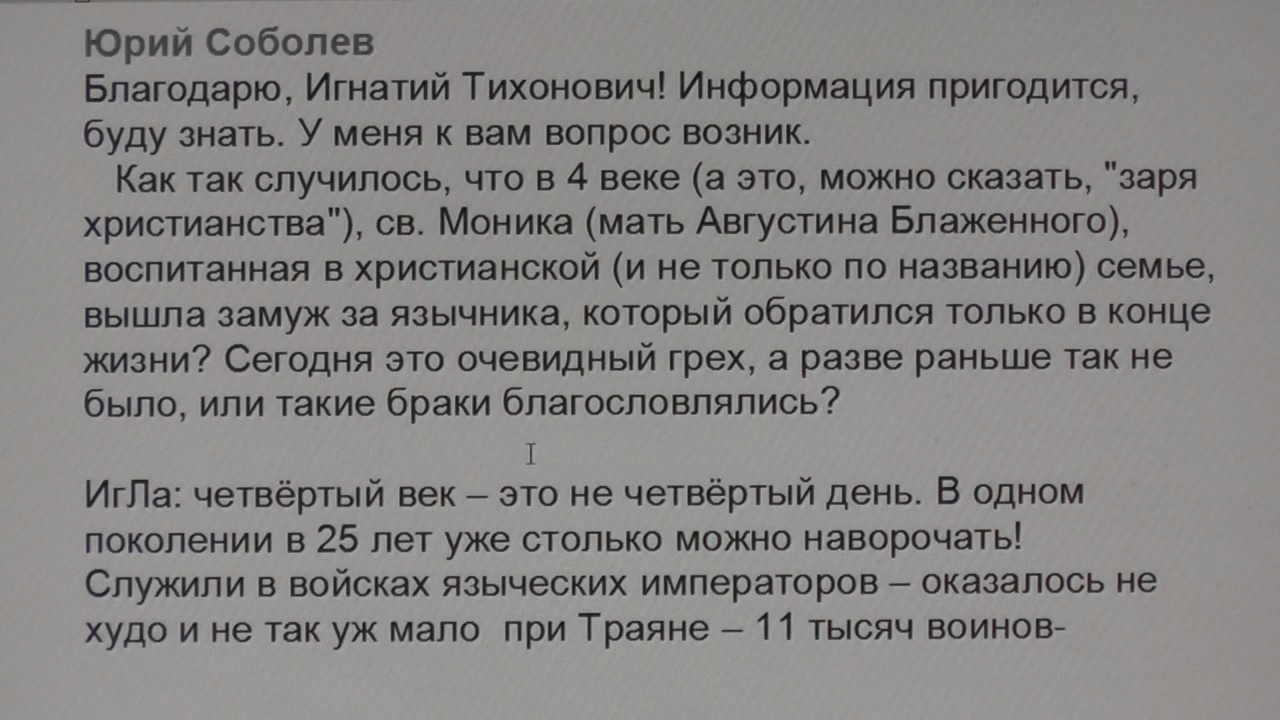 Юрий Соболев
Благодарю, Игнатий Тихонович! Информация пригодится,
буду знать. У меня к вам вопрос возник.
Как так случилось, что в 4 веке (а это, можно сказать, "заря
христианства"), св. Моника (мать Августина Блаженного),
воспитанная в христианской (и не только по названию) семье,
вышла замуж за язычника, который обратился только в конце
жизни? Сегодня это очевидный грех, а разве раньше так не
было, или такие браки благословлялись?
ИгЛа: четвёртый век – это не четвёртый день. В одном
поколении в 25 лет уже столько можно наворочать!
Служили в войсках языческих императоров – оказалось не
худо и не так уж мало  при Траяне – 11 тысяч воинов-